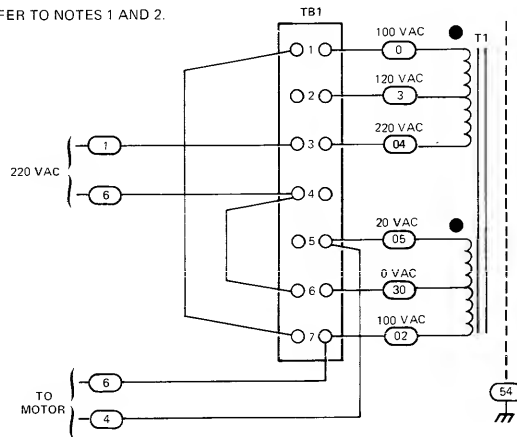 FER TO NOTES 1 AND 2.
TB1
T1
100 VAC
1
0
120 VAC
2
3
220 VAC
1
3
04
220 VAC
6
4
20 VAC
5
05
0 VAC
6
30
100 VAC
7
02
6
TO
MOTOR
4
54